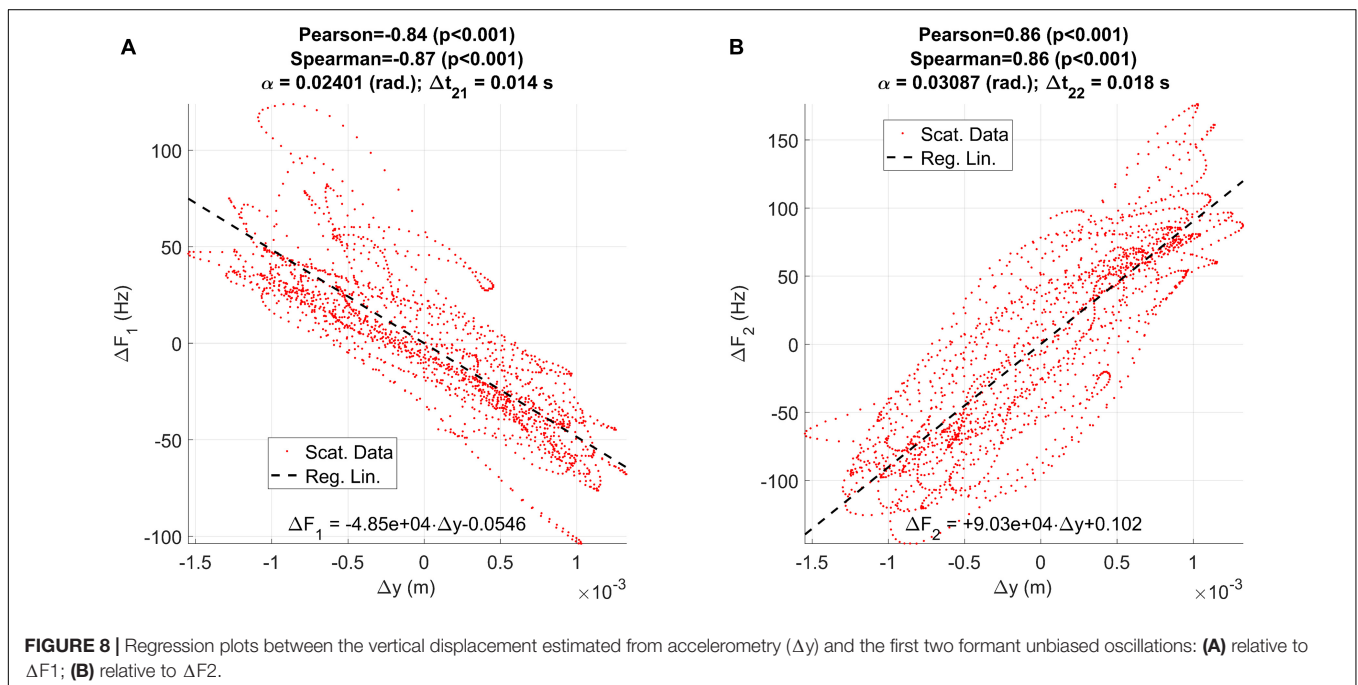 A
Pearson=-0.84 (p<0.001)
Spearman=-0.87 (p<0.001)
α = 0.02401 (rad.); Δt21 = 0.014 s
100
50
0
-50
-100
ΔF1 (Hz)
Scat. Data
Reg. Lin.
ΔF1 = -4.85e+04·Δy-0.0546
-1.5 -1 -0.5 0 0.5 1
Δy (m)
×10-3
B
Pearson=0.86 (p<0.001)
Spearman=0.86 (p<0.001)
α = 0.03087 (rad.); Δt22 = 0.018 s
150
100
50
0
-50
-100
ΔF2 (Hz)
Scat. Data
Reg. Lin.
ΔF2 = +9.03e+04·Δy+0.102
-1.5 -1 -0.5 0 0.5 1
Δy (m)
×10-3
FIGURE 8 | Regression plots between the vertical displacement estimated from accelerometry (Δy) and the first two formant unbiased oscillations: (A) relative to
ΔF1; (B) relative to ΔF2.